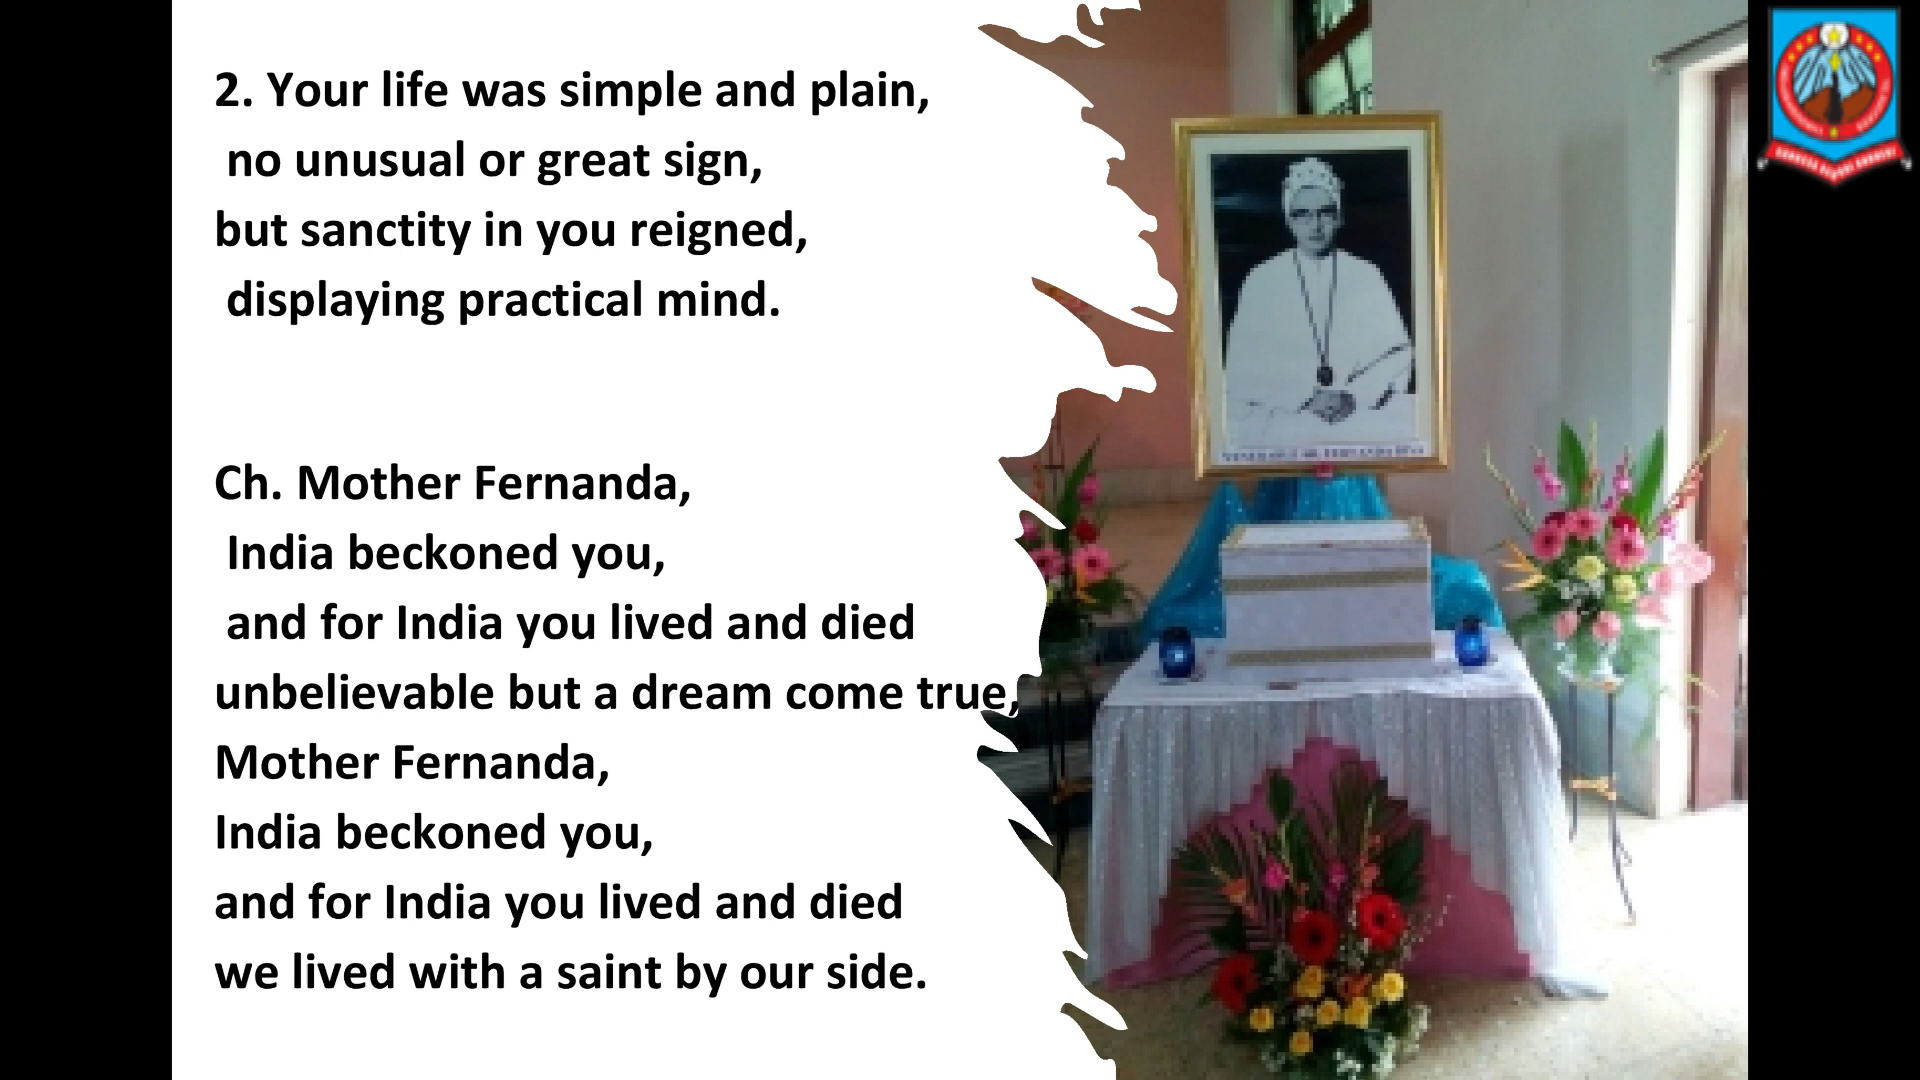 2. Your life was simple and plain,
no unusual or great sign,
but sanctity in you reigned,
displaying practical mind.
Ch. Mother Fernanda,
India beckoned you,
and for India you lived and died
unbelievable but a dream come true,
Mother Fernanda,
India beckoned you,
and for India you lived and died
we lived with a saint by our side.